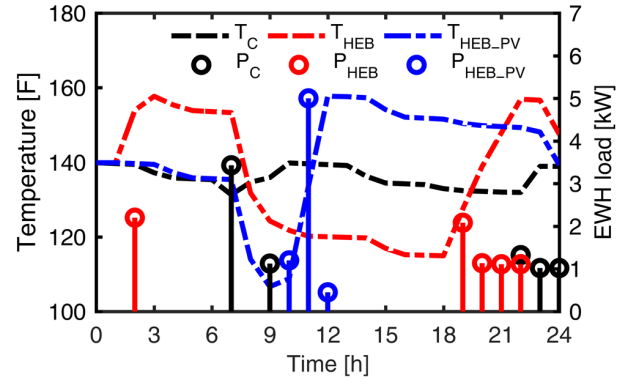 T_C T_HEB T_HEB_PV
P_C P_HEB P_HEB_PV
Temperature [F]
180
160
140
120
100
EWH load [kW]
7
6
5
4
3
2
1
0
0 3 6 9 12 15 18 21 24
Time [h]